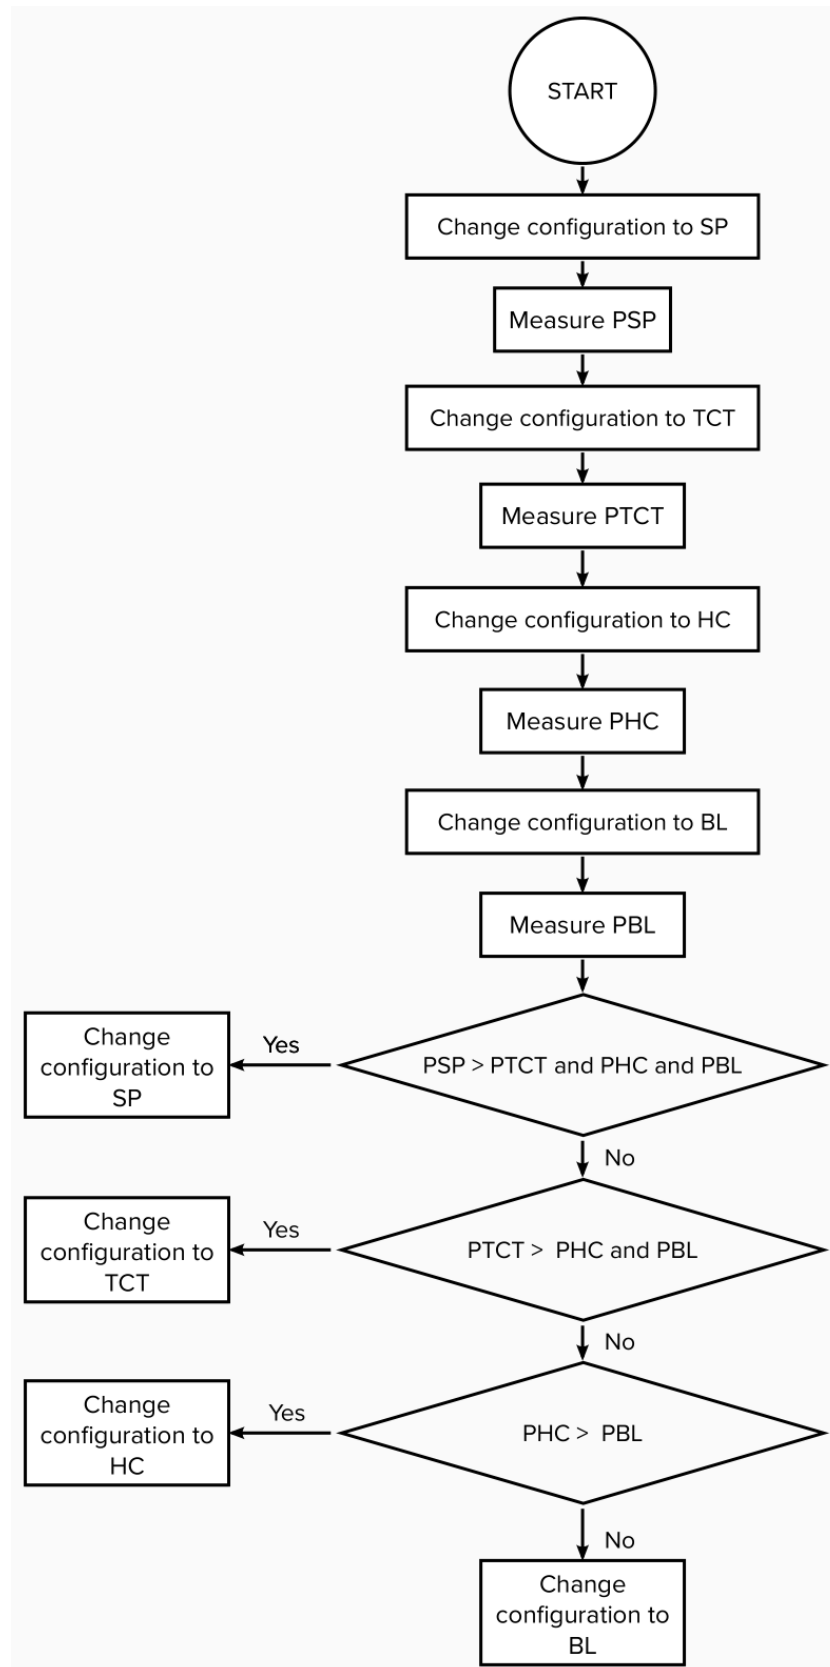 START
Change configuration to SP
Measure PSP
Change configuration to TCT
Measure PTCT
Change configuration to HC
Measure PHC
Change configuration to BL
Measure PBL
PSP > PTCT and PHC and PBL
Yes
Change
configuration to
SP
No
PTCT > PHC and PBL
Yes
Change
configuration to
TCT
No
PHC > PBL
Yes
Change
configuration to
HC
No
Change
configuration to
BL